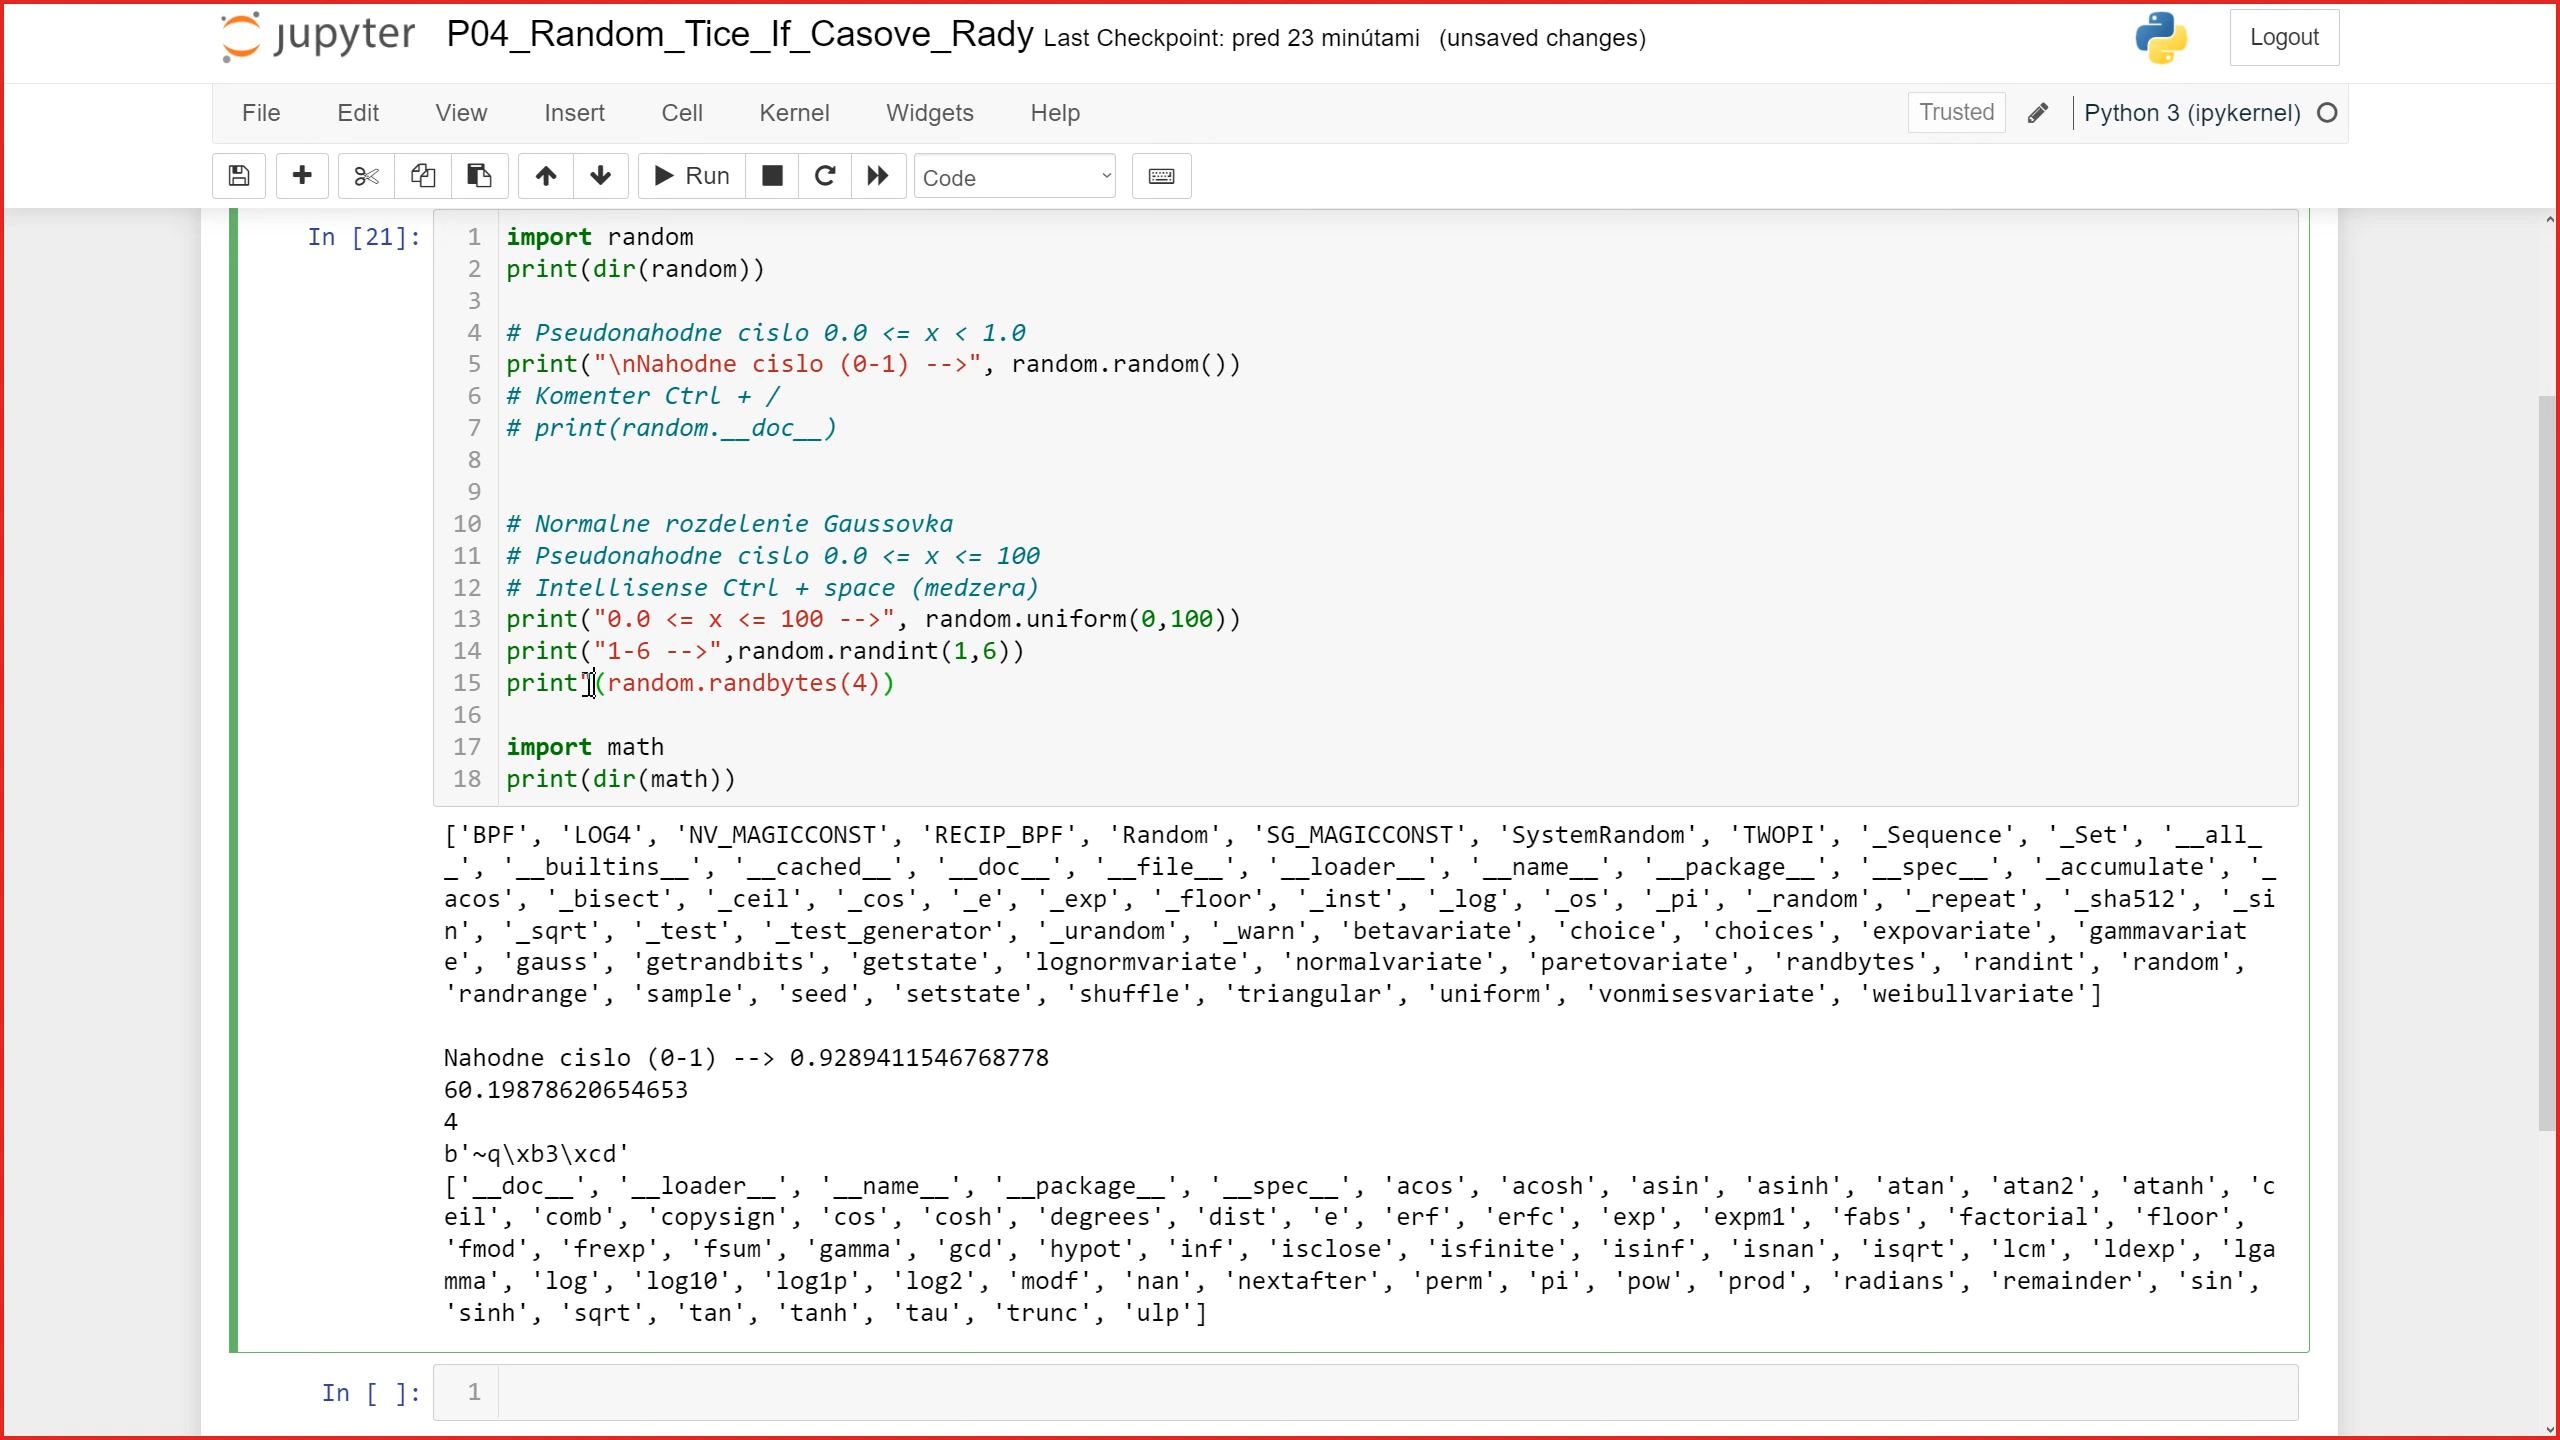 jupyter P04_Random_Tice_If_Casove_Rady Last Checkpoint: pred 23 minútami (unsaved changes) Logout
File Edit View Insert Cell Kernel Widgets Help Trusted Python 3 (ipykernel)
Run Code
In [21]:
1 import random
2 print(dir(random))
3
4 # Pseudonahodne cislo 0.0 <= x < 1.0
5 print("\nNahodne cislo (0-1) -->", random.random())
6 # Komenter Ctrl + /
7 # print(random.__doc__)
8
9
10 # Normalne rozdelenie Gaussovka
11 # Pseudonahodne cislo 0.0 <= x <= 100
12 # Intellisense Ctrl + space (medzera)
13 print("0.0 <= x <= 100 -->", random.uniform(0,100))
14 print("1-6 -->",random.randint(1,6))
15 print"(random.randbytes(4))
16
17 import math
18 print(dir(math))
['BPF', 'LOG4', 'NV_MAGICCONST', 'RECIP_BPF', 'Random', 'SG_MAGICCONST', 'SystemRandom', 'TWOPI', '_Sequence', '_Set', '__all_
_', '__builtins__', '__cached__', '__doc__', '__file__', '__loader__', '__name__', '__package__', '__spec__', '_accumulate', '_
acos', '_bisect', '_ceil', '_cos', '_e', '_exp', '_floor', '_inst', '_log', '_os', '_pi', '_random', '_repeat', '_sha512', '_si
n', '_sqrt', '_test', '_test_generator', '_urandom', '_warn', 'betavariate', 'choice', 'choices', 'expovariate', 'gammavariat
e', 'gauss', 'getrandbits', 'getstate', 'lognormvariate', 'normalvariate', 'paretovariate', 'randbytes', 'randint', 'random',
'randrange', 'sample', 'seed', 'setstate', 'shuffle', 'triangular', 'uniform', 'vonmisesvariate', 'weibullvariate']
Nahodne cislo (0-1) --> 0.9289411546768778
60.19878620654653
4
b'~q\xb3\xcd'
['__doc__', '__loader__', '__name__', '__package__', '__spec__', 'acos', 'acosh', 'asin', 'asinh', 'atan', 'atan2', 'atanh', 'c
eil', 'comb', 'copysign', 'cos', 'cosh', 'degrees', 'dist', 'e', 'erf', 'erfc', 'exp', 'expm1', 'fabs', 'factorial', 'floor',
'fmod', 'frexp', 'fsum', 'gamma', 'gcd', 'hypot', 'inf', 'isclose', 'isfinite', 'isinf', 'isnan', 'isqrt', 'lcm', 'ldexp', 'lga
mma', 'log', 'log10', 'log1p', 'log2', 'modf', 'nan', 'nextafter', 'perm', 'pi', 'pow', 'prod', 'radians', 'remainder', 'sin',
'sinh', 'sqrt', 'tan', 'tanh', 'tau', 'trunc', 'ulp']
In [ ]: 1